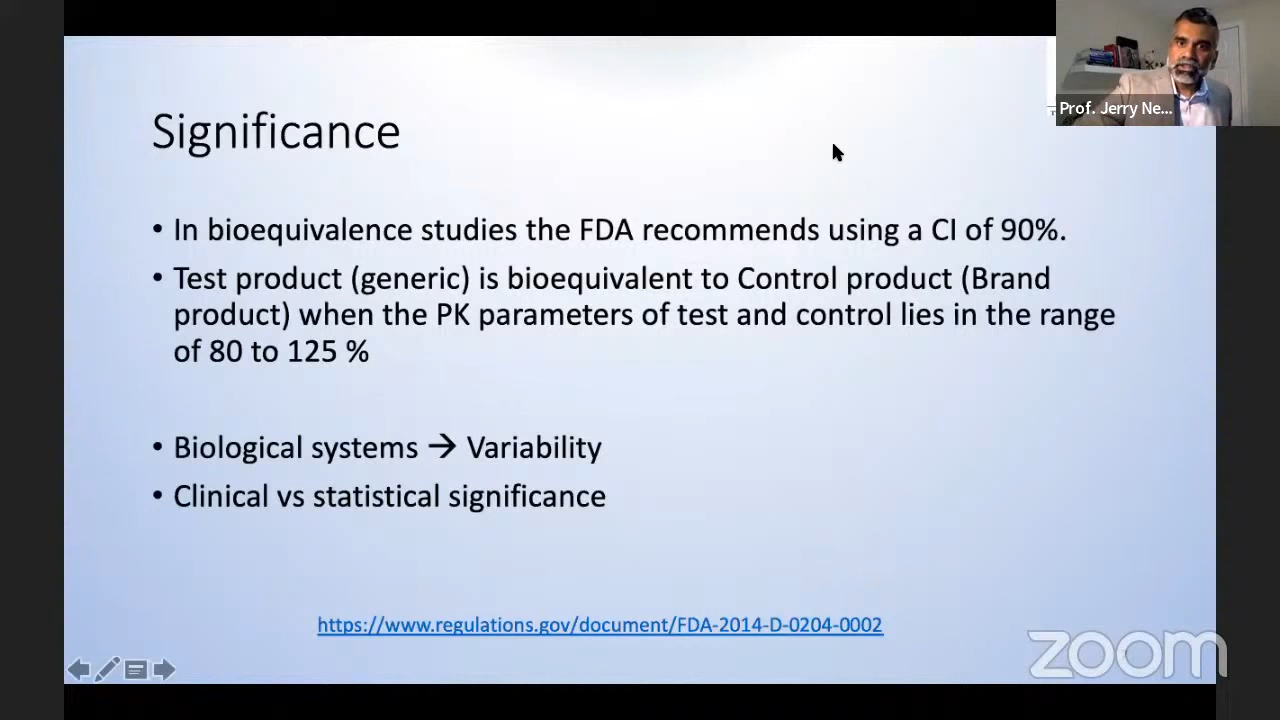 Prof. Jerry Ne...
Significance
• In bioequivalence studies the FDA recommends using a CI of 90%.
• Test product (generic) is bioequivalent to Control product (Brand
product) when the PK parameters of test and control lies in the range
of 80 to 125 %
• Biological systems → Variability
• Clinical vs statistical significance
https://www.regulations.gov/document/FDA-2014-D-0204-0002
zoom